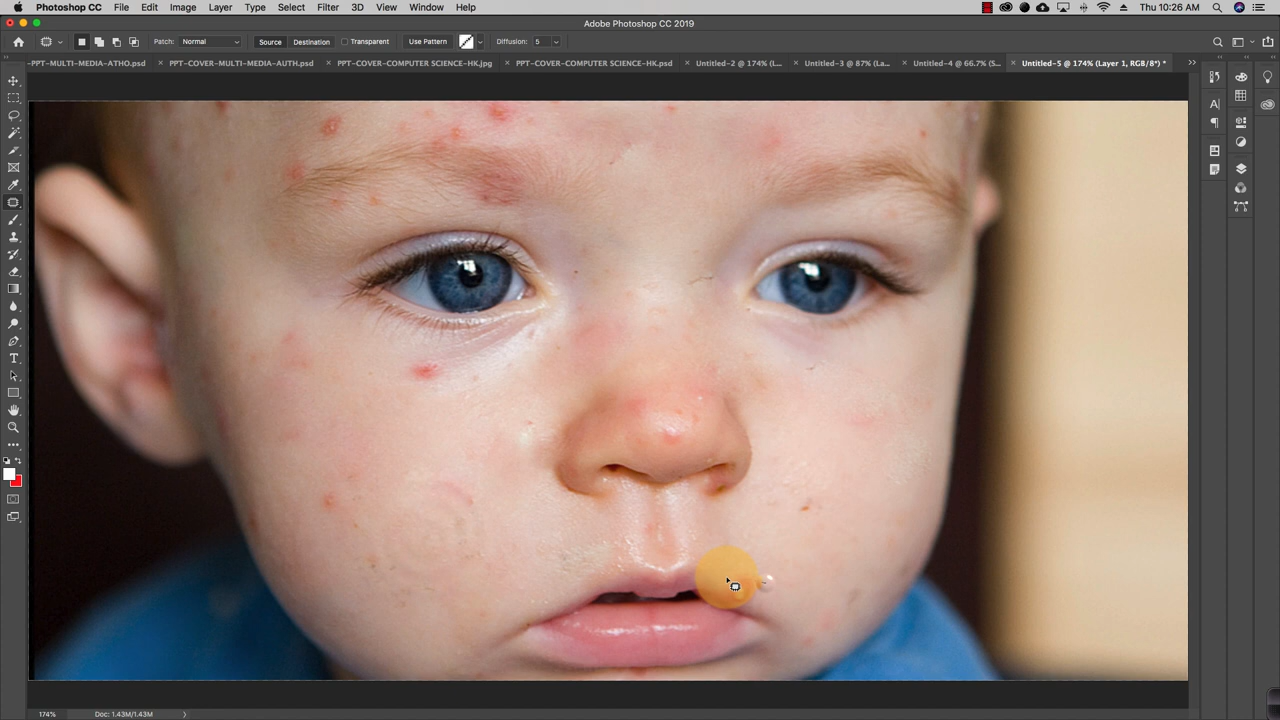 Photoshop CC File Edit Image Layer Type Select Filter 3D View Window Help Thu 10:26 AM
Adobe Photoshop CC 2019
Patch: Normal Source Destination Transparent Use Pattern Diffusion: 5
-PPT-MULTI-MEDIA-ATHO.psd × PPT-COVER-MULTI-MEDIA-AUTH.psd × PPT-COVER-COMPUTER SCIENCE-HK.jpg × PPT-COVER-COMPUTER SCIENCE-HK.psd × Untitled-2 @ 174% (L... × Untitled-3 @ 87% (La... × Untitled-4 @ 66.7% (S... × Untitled-5 @ 174% (Layer 1, RGB/8*) *
174% Doc: 1.43M/1.43M